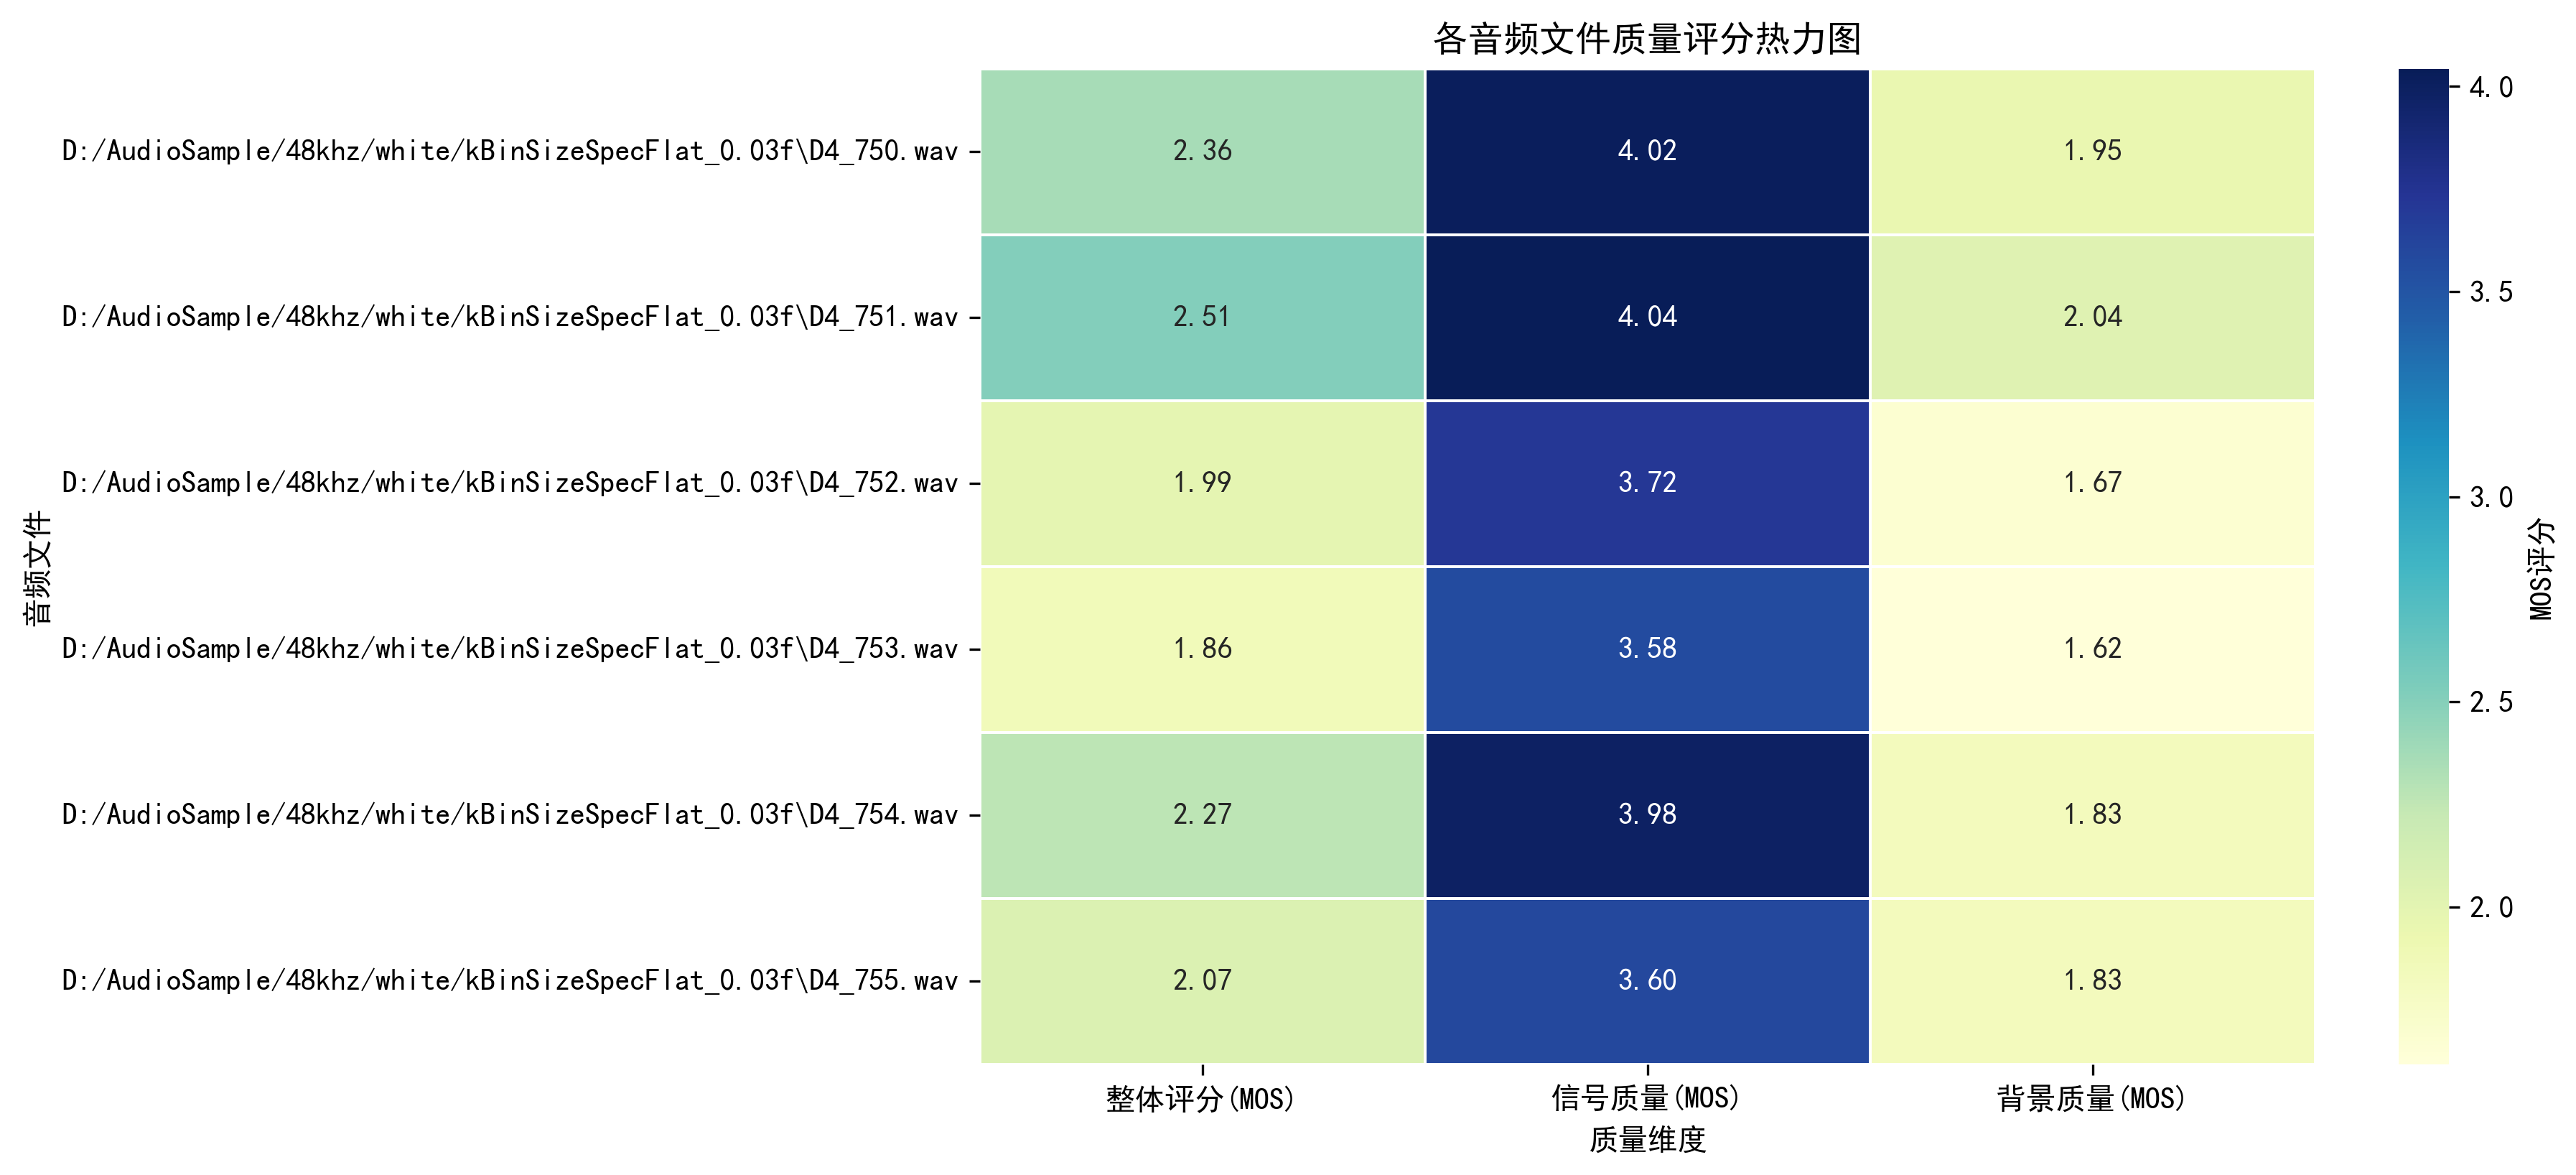 各音频文件质量评分热力图
音频文件
D:/AudioSample/48khz/white/kBinSizeSpecFlat_0.03f\D4_750.wav 2.36 4.02 1.95
D:/AudioSample/48khz/white/kBinSizeSpecFlat_0.03f\D4_751.wav 2.51 4.04 2.04
D:/AudioSample/48khz/white/kBinSizeSpecFlat_0.03f\D4_752.wav 1.99 3.72 1.67
D:/AudioSample/48khz/white/kBinSizeSpecFlat_0.03f\D4_753.wav 1.86 3.58 1.62
D:/AudioSample/48khz/white/kBinSizeSpecFlat_0.03f\D4_754.wav 2.27 3.98 1.83
D:/AudioSample/48khz/white/kBinSizeSpecFlat_0.03f\D4_755.wav 2.07 3.60 1.83
整体评分(MOS) 信号质量(MOS) 背景质量(MOS)
质量维度
4.0
3.5
3.0
2.5
2.0
MOS评分